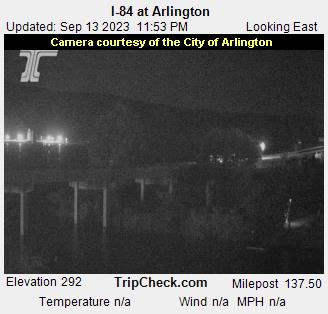 I-84 at Arlington
Updated: Sep 13 2023 11:53 PM Looking East
Camera courtesy of the City of Arlington
Elevation 292 TripCheck.com Milepost 137.50
Temperature n/a Wind n/a MPH n/a